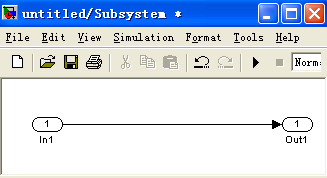 untitled/Subsystem *
File Edit View Simulation Format Tools Help
Norm
1 1
In1 Out1